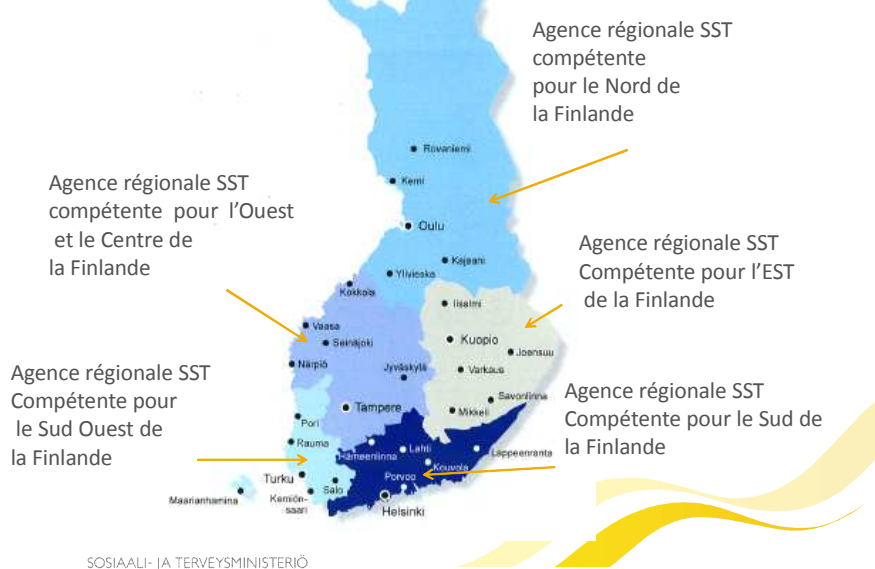 Agence régionale SST
compétente
pour le Nord de
la Finlande
Agence régionale SST
compétente pour l'Ouest
et le Centre de
la Finlande
Agence régionale SST
Compétente pour l'EST
de la Finlande
Agence régionale SST
Compétente pour
le Sud Ouest de
la Finlande
Agence régionale SST
Compétente pour le Sud de
la Finlande
Rovaniemi
Kemi
Oulu
Kajaani
Ylivieska
Kokkola
Iisalmi
Vaasa
Seinäjoki
Kuopio
Joensuu
Närpiö
Jyväskylä
Varkaus
Savonlinna
Tampere
Mikkeli
Pori
Rauma
Hämeenlinna
Lahti
Lappeenranta
Kouvola
Turku
Porvoo
Salo
Maarianhamina
Kemiön-
saari
Helsinki
SOSIAALI- JA TERVEYSMINISTERIÖ